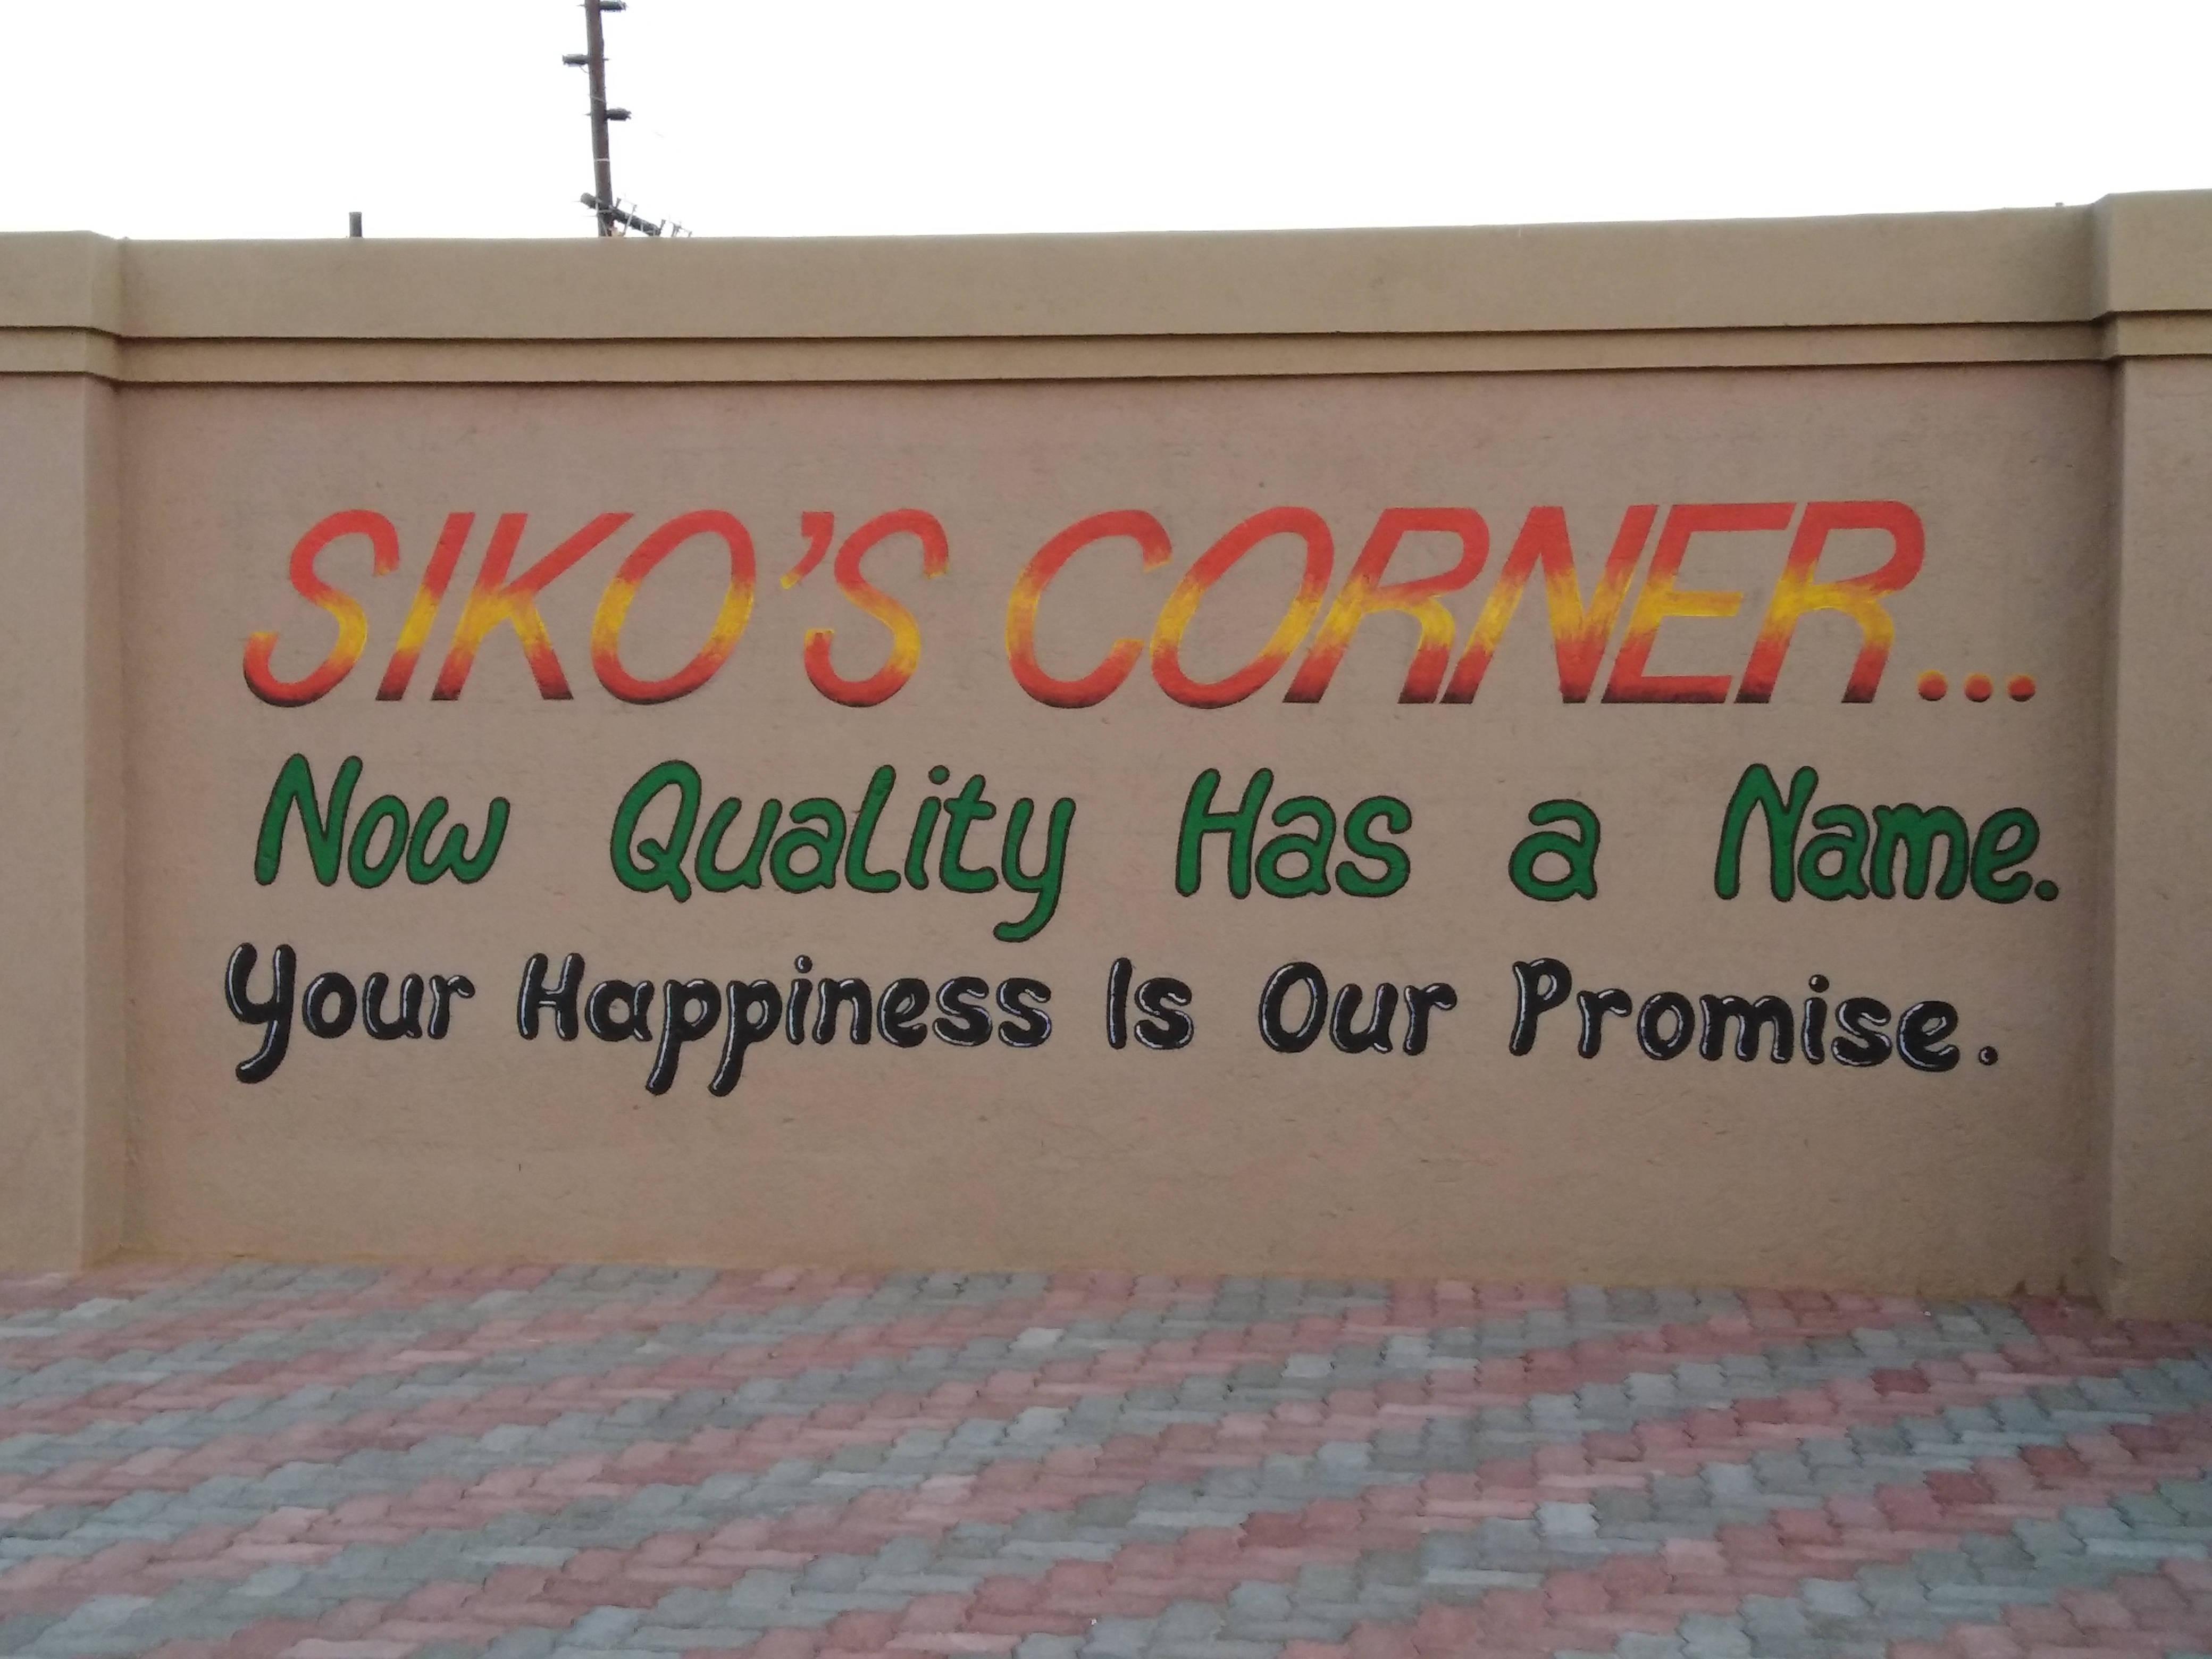 SIKO'S CORNER...
Now Quality Has a Name.
Your Happiness Is Our Promise.